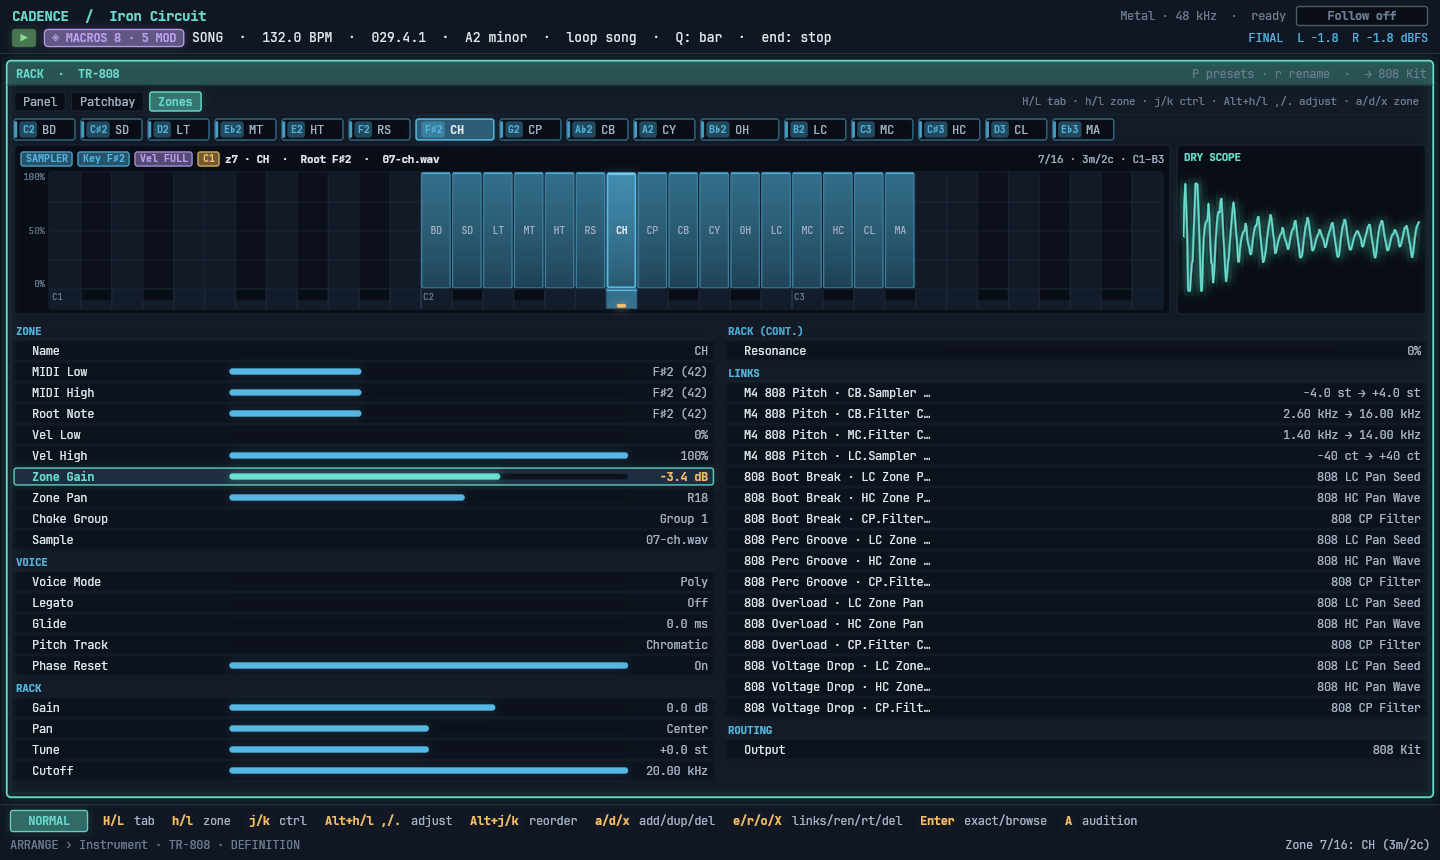 CADENCE / Iron Circuit
Metal · 48 kHz · ready Follow off
▶ ◈ MACROS 8 · 5 MOD SONG · 132.0 BPM · 029.4.1 · A2 minor · loop song · Q: bar · end: stop
FINAL L -1.8 R -1.8 dBFS
RACK · TR-808
P presets · r rename · → 808 Kit
Panel Patchbay Zones
H/L tab · h/l zone · j/k ctrl · Alt+h/l ,/. adjust · a/d/x zone
C2 BD C♯2 SD D2 LT E♭2 MT E2 HT F2 RS F♯2 CH G2 CP A♭2 CB A2 CY B♭2 OH B2 LC C3 MC C♯3 HC D3 CL E♭3 MA
SAMPLER Key F♯2 Vel FULL C1 z7 · CH · Root F♯2 · 07-ch.wav
7/16 · 3m/2c · C1–B3
DRY SCOPE
100%
50%
0%
BD SD LT MT HT RS CH CP CB CY OH LC MC HC CL MA
C1 C2 C3
ZONE
Name CH
MIDI Low F♯2 (42)
MIDI High F♯2 (42)
Root Note F♯2 (42)
Vel Low 0%
Vel High 100%
Zone Gain -3.4 dB
Zone Pan R18
Choke Group Group 1
Sample 07-ch.wav
VOICE
Voice Mode Poly
Legato Off
Glide 0.0 ms
Pitch Track Chromatic
Phase Reset On
RACK
Gain 0.0 dB
Pan Center
Tune +0.0 st
Cutoff 20.00 kHz
RACK (CONT.)
Resonance 0%
LINKS
M4 808 Pitch · CB.Sampler … -4.0 st → +4.0 st
M4 808 Pitch · CB.Filter C… 2.60 kHz → 16.00 kHz
M4 808 Pitch · MC.Filter C… 1.40 kHz → 14.00 kHz
M4 808 Pitch · LC.Sampler … -40 ct → +40 ct
808 Boot Break · LC Zone P… 808 LC Pan Seed
808 Boot Break · HC Zone P… 808 HC Pan Wave
808 Boot Break · CP.Filter… 808 CP Filter
808 Perc Groove · LC Zone … 808 LC Pan Seed
808 Perc Groove · HC Zone … 808 HC Pan Wave
808 Perc Groove · CP.Filte… 808 CP Filter
808 Overload · LC Zone Pan 808 LC Pan Seed
808 Overload · HC Zone Pan 808 HC Pan Wave
808 Overload · CP.Filter C… 808 CP Filter
808 Voltage Drop · LC Zone… 808 LC Pan Seed
808 Voltage Drop · HC Zone… 808 HC Pan Wave
808 Voltage Drop · CP.Filt… 808 CP Filter
ROUTING
Output 808 Kit
NORMAL H/L tab h/l zone j/k ctrl Alt+h/l ,/. adjust Alt+j/k reorder a/d/x add/dup/del e/r/o/X links/ren/rt/del Enter exact/browse A audition
ARRANGE › Instrument · TR-808 · DEFINITION
Zone 7/16: CH (3m/2c)